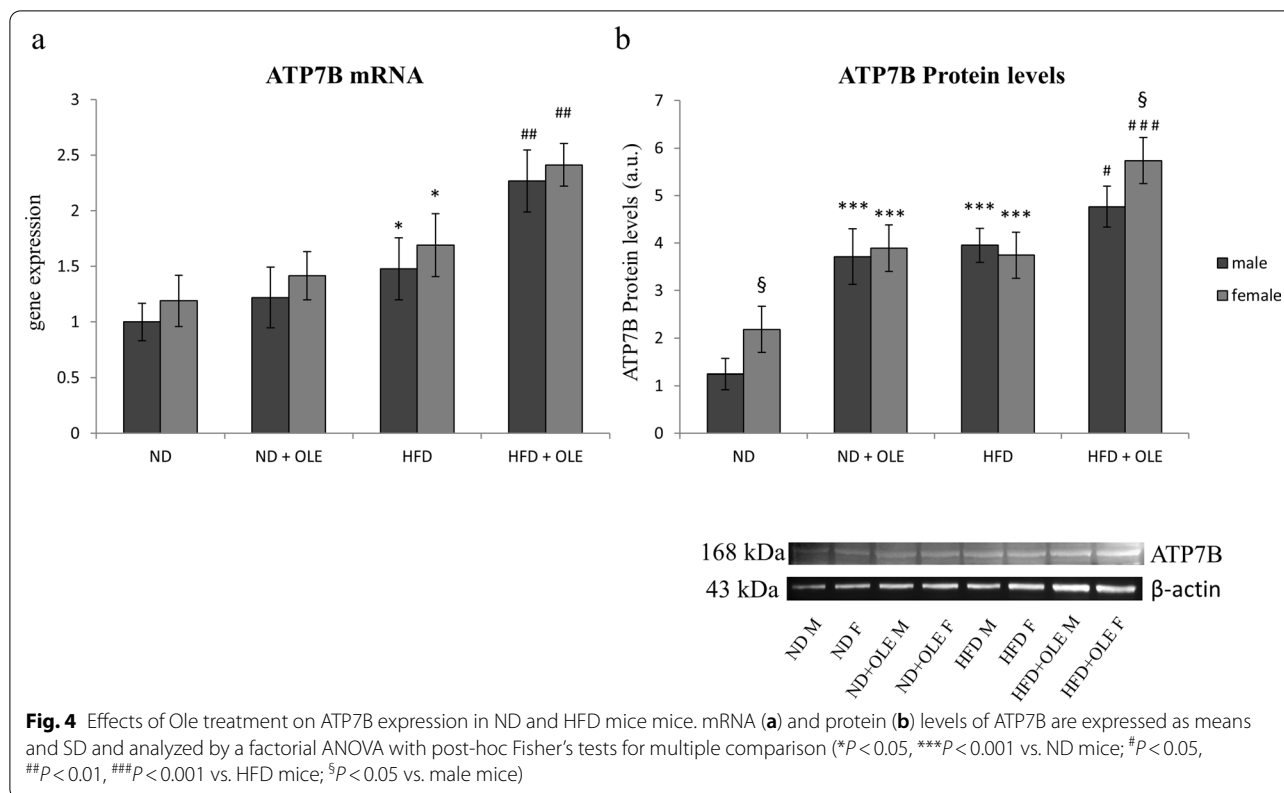 a
ATP7B mRNA
gene expression
3
2.5
2
1.5
1
0.5
0
*
*
##
##
ND
ND + OLE
HFD
HFD + OLE
b
ATP7B Protein levels
ATP7B Protein levels (a.u.)
7
6
5
4
3
2
1
0
§
***
***
***
***
#
§
###
ND
ND + OLE
HFD
HFD + OLE
male
female
168 kDa
ATP7B
43 kDa
β-actin
ND M
ND F
ND+OLE M
ND+OLE F
HFD M
HFD F
HFD+OLE M
HFD+OLE F
Fig. 4 Effects of Ole treatment on ATP7B expression in ND and HFD mice mice. mRNA (a) and protein (b) levels of ATP7B are expressed as means
and SD and analyzed by a factorial ANOVA with post-hoc Fisher's tests for multiple comparison (*P < 0.05, ***P < 0.001 vs. ND mice; #P < 0.05,
##P < 0.01, ###P < 0.001 vs. HFD mice; §P < 0.05 vs. male mice)